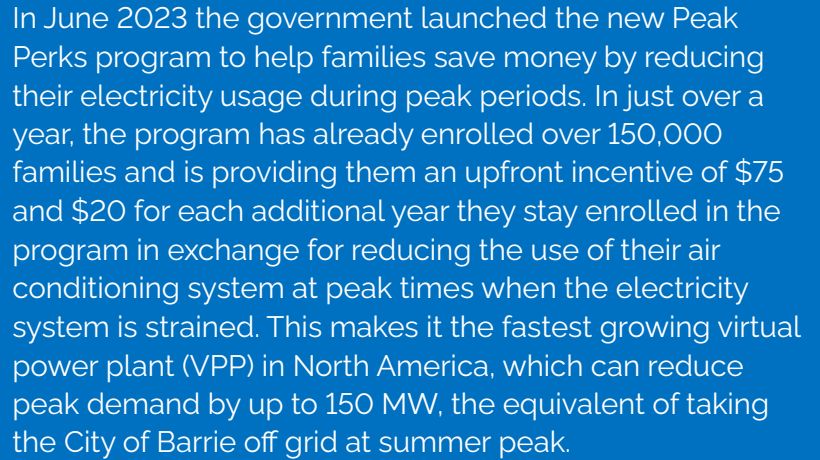 In June 2023 the government launched the new Peak
Perks program to help families save money by reducing
their electricity usage during peak periods. In just over a
year, the program has already enrolled over 150,000
families and is providing them an upfront incentive of $75
and $20 for each additional year they stay enrolled in the
program in exchange for reducing the use of their air
conditioning system at peak times when the electricity
system is strained. This makes it the fastest growing virtual
power plant (VPP) in North America, which can reduce
peak demand by up to 150 MW, the equivalent of taking
the City of Barrie off grid at summer peak.